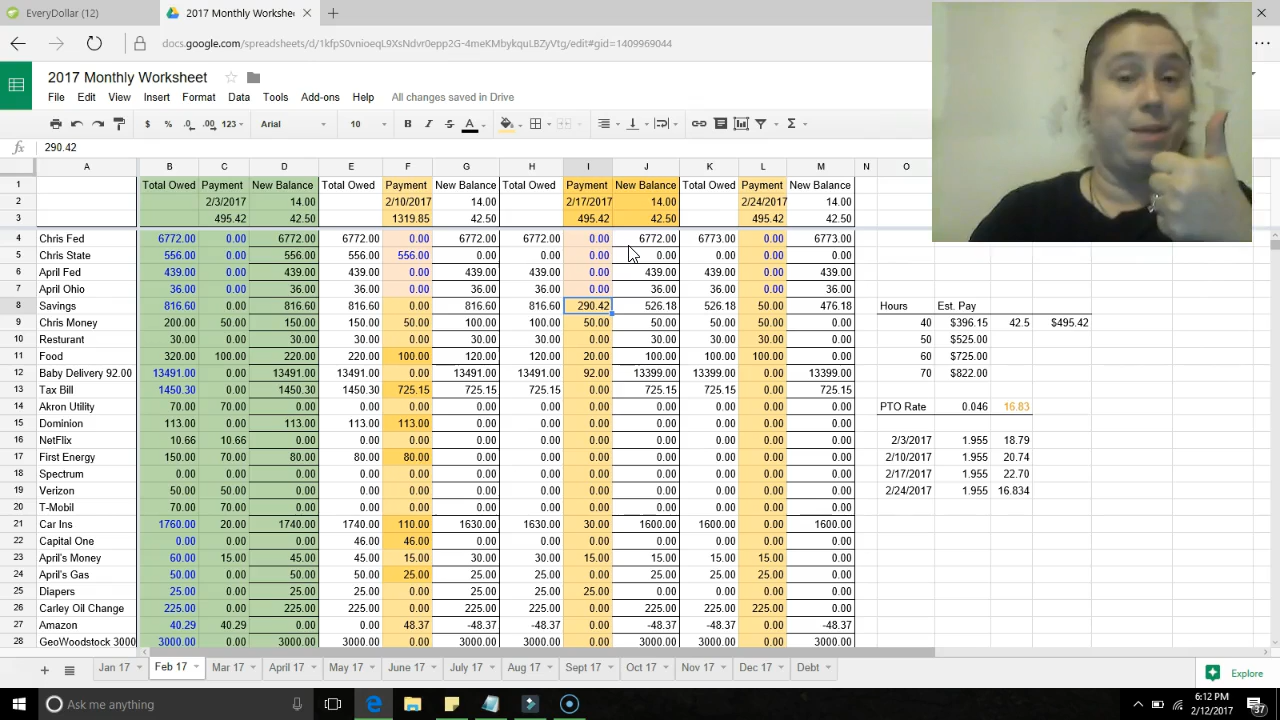 EveryDollar (12) 2017 Monthly Workshe
docs.google.com/spreadsheets/d/1kfpS0vnioeqL9XsNdvr0epp2G-4meKMbykquLBZyVtg/edit#gid=1409969044
2017 Monthly Worksheet
File Edit View Insert Format Data Tools Add-ons Help All changes saved in Drive
$ % .0 .00 123 Arial 10 B I S A
fx 290.42
A B C D E F G H I J K L M N O
1 Total Owed Payment New Balance Total Owed Payment New Balance Total Owed Payment New Balance Total Owed Payment New Balance
2 2/3/2017 14.00 2/10/2017 14.00 2/17/2017 14.00 2/24/2017 14.00
3 495.42 42.50 1319.85 42.50 495.42 42.50 495.42 42.50
4 Chris Fed 6772.00 0.00 6772.00 6772.00 0.00 6772.00 6772.00 0.00 6772.00 6773.00 0.00 6773.00
5 Chris State 556.00 0.00 556.00 556.00 556.00 0.00 0.00 0.00 0.00 0.00 0.00 0.00
6 April Fed 439.00 0.00 439.00 439.00 0.00 439.00 439.00 0.00 439.00 439.00 0.00 439.00
7 April Ohio 36.00 0.00 36.00 36.00 0.00 36.00 36.00 0.00 36.00 36.00 0.00 36.00
8 Savings 816.60 0.00 816.60 816.60 0.00 816.60 816.60 290.42 526.18 526.18 50.00 476.18 Hours Est. Pay
9 Chris Money 200.00 50.00 150.00 150.00 50.00 100.00 100.00 50.00 50.00 50.00 50.00 0.00 40 $396.15 42.5 $495.42
10 Resturant 30.00 0.00 30.00 30.00 0.00 30.00 30.00 0.00 30.00 30.00 30.00 0.00 50 $525.00
11 Food 320.00 100.00 220.00 220.00 100.00 120.00 120.00 20.00 100.00 100.00 100.00 0.00 60 $725.00
12 Baby Delivery 92.00 13491.00 0.00 13491.00 13491.00 0.00 13491.00 13491.00 92.00 13399.00 13399.00 0.00 13399.00 70 $822.00
13 Tax Bill 1450.30 0.00 1450.30 1450.30 725.15 725.15 725.15 0.00 725.15 725.15 0.00 725.15
14 Akron Utility 70.00 70.00 0.00 0.00 0.00 0.00 0.00 0.00 0.00 0.00 0.00 0.00 PTO Rate 0.046 16.83
15 Dominion 113.00 0.00 113.00 113.00 113.00 0.00 0.00 0.00 0.00 0.00 0.00 0.00
16 NetFlix 10.66 10.66 0.00 0.00 0.00 0.00 0.00 0.00 0.00 0.00 0.00 0.00 2/3/2017 1.955 18.79
17 First Energy 150.00 70.00 80.00 80.00 80.00 0.00 0.00 0.00 0.00 0.00 0.00 0.00 2/10/2017 1.955 20.74
18 Spectrum 0.00 0.00 0.00 0.00 0.00 0.00 0.00 0.00 0.00 0.00 0.00 0.00 2/17/2017 1.955 22.70
19 Verizon 50.00 50.00 0.00 0.00 0.00 0.00 0.00 0.00 0.00 0.00 0.00 0.00 2/24/2017 1.955 16.834
20 T-Mobil 70.00 70.00 0.00 0.00 0.00 0.00 0.00 0.00 0.00 0.00 0.00 0.00
21 Car Ins 1760.00 20.00 1740.00 1740.00 110.00 1630.00 1630.00 30.00 1600.00 1600.00 0.00 1600.00
22 Capital One 0.00 0.00 0.00 46.00 46.00 0.00 0.00 0.00 0.00 0.00 0.00 0.00
23 April's Money 60.00 15.00 45.00 45.00 15.00 30.00 30.00 15.00 15.00 15.00 15.00 0.00
24 April's Gas 50.00 0.00 50.00 50.00 25.00 25.00 25.00 0.00 25.00 25.00 25.00 0.00
25 Diapers 25.00 0.00 25.00 25.00 0.00 25.00 25.00 25.00 0.00 0.00 0.00 0.00
26 Carley Oil Change 225.00 0.00 225.00 225.00 0.00 225.00 225.00 0.00 225.00 225.00 225.00 0.00
27 Amazon 40.29 40.29 0.00 0.00 48.37 -48.37 -48.37 0.00 -48.37 -48.37 0.00 -48.37
28 GeoWoodstock 3000 3000.00 0.00 3000.00 3000.00 0.00 3000.00 3000.00 0.00 3000.00 3000.00 0.00 3000.00
Jan 17 Feb 17 Mar 17 April 17 May 17 June 17 July 17 Aug 17 Sept 17 Oct 17 Nov 17 Dec 17 Debt Explore
Ask me anything 6:12 PM
2/12/2017 37